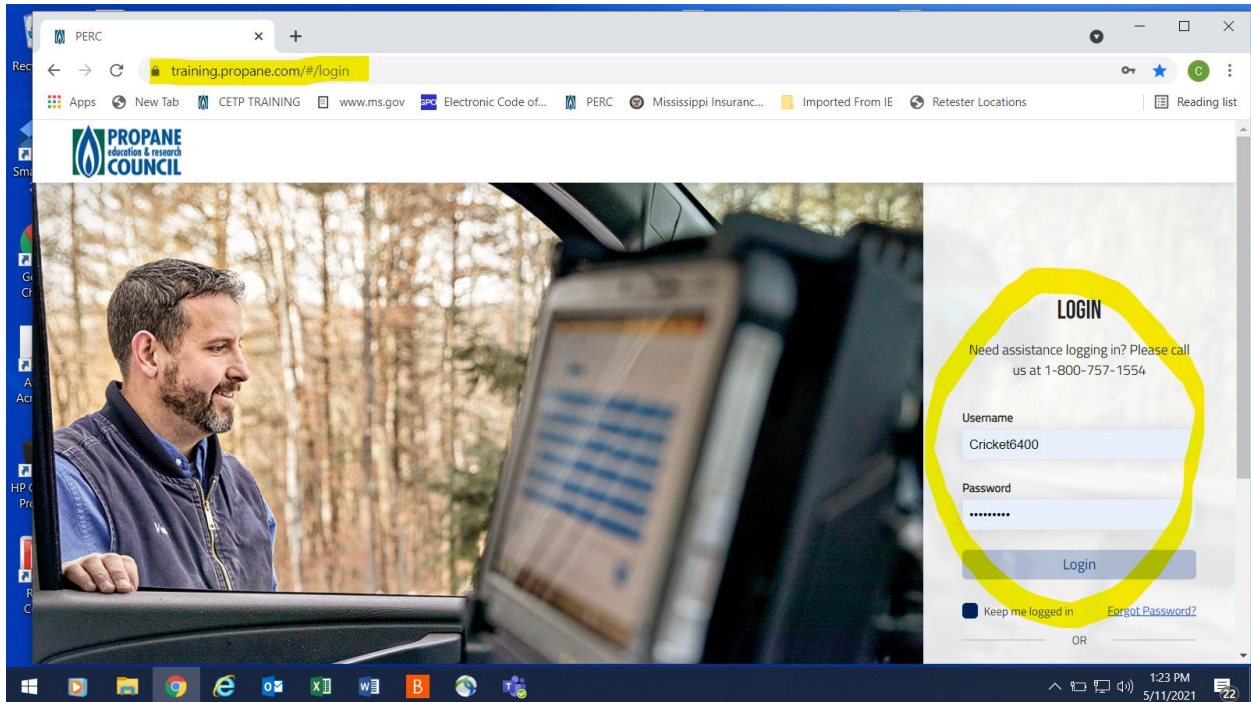 PERC
training.propane.com/#/login
C
Apps New Tab CETP TRAINING www.ms.gov GPO Electronic Code of... PERC Mississippi Insuranc... Imported From IE Retester Locations Reading list
PROPANE
education & research
COUNCIL
LOGIN
Need assistance logging in? Please call
us at 1-800-757-1554
Username
Cricket6400
Password
•••••••••
Login
Keep me logged in Forgot Password?
OR
1:23 PM
5/11/2021
22